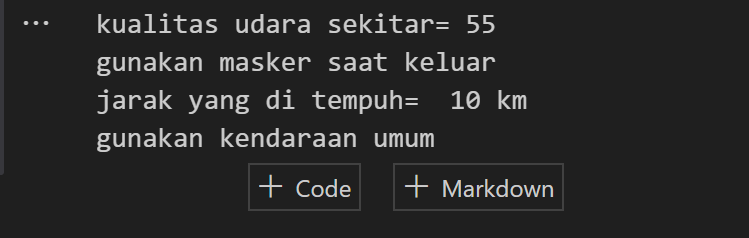 kualitas udara sekitar= 55
gunakan masker saat keluar
jarak yang di tempuh=  10 km
gunakan kendaraan umum
+ Code + Markdown